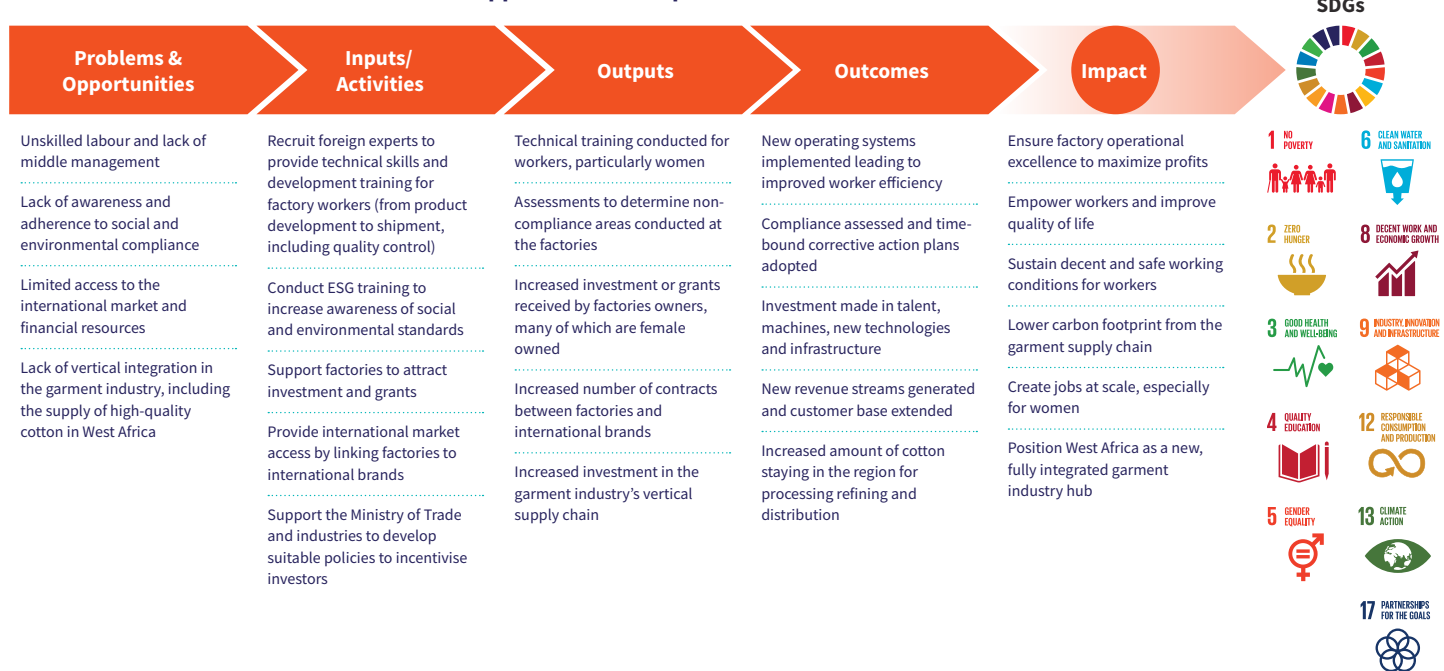 SDGs
Problems &
Opportunities
Inputs/
Activities
Outputs
Outcomes
Impact
Unskilled labour and lack of
middle management
Lack of awareness and
adherence to social and
environmental compliance
Limited access to the
international market and
financial resources
Lack of vertical integration in
the garment industry, including
the supply of high-quality
cotton in West Africa
Recruit foreign experts to
provide technical skills and
development training for
factory workers (from product
development to shipment,
including quality control)
Conduct ESG training to
increase awareness of social
and environmental standards
Support factories to attract
investment and grants
Provide international market
access by linking factories to
international brands
Support the Ministry of Trade
and industries to develop
suitable policies to incentivise
investors
Technical training conducted for
workers, particularly women
Assessments to determine non-
compliance areas conducted at
the factories
Increased investment or grants
received by factories owners,
many of which are female
owned
Increased number of contracts
between factories and
international brands
Increased investment in the
garment industry's vertical
supply chain
New operating systems
implemented leading to
improved worker efficiency
Compliance assessed and time-
bound corrective action plans
adopted
Investment made in talent,
machines, new technologies
and infrastructure
New revenue streams generated
and customer base extended
Increased amount of cotton
staying in the region for
processing refining and
distribution
Ensure factory operational
excellence to maximize profits
Empower workers and improve
quality of life
Sustain decent and safe working
conditions for workers
Lower carbon footprint from the
garment supply chain
Create jobs at scale, especially
for women
Position West Africa as a new,
fully integrated garment
industry hub
1 NO
POVERTY
6 CLEAN WATER
AND SANITATION
2 ZERO
HUNGER
8 DECENT WORK AND
ECONOMIC GROWTH
3 GOOD HEALTH
AND WELL-BEING
9 INDUSTRY, INNOVATION
AND INFRASTRUCTURE
4 QUALITY
EDUCATION
12 RESPONSIBLE
CONSUMPTION
AND PRODUCTION
5 GENDER
EQUALITY
13 CLIMATE
ACTION
17 PARTNERSHIPS
FOR THE GOALS